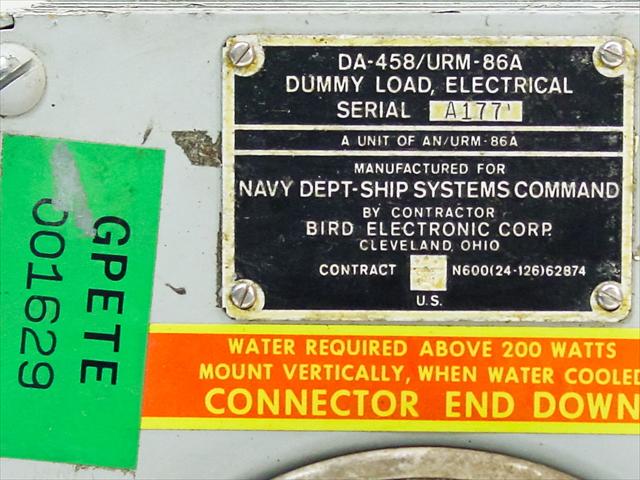 DA-458/URM-86A
DUMMY LOAD, ELECTRICAL
SERIAL A177
A UNIT OF AN/URM-86A
MANUFACTURED FOR
NAVY DEPT-SHIP SYSTEMS COMMAND
BY CONTRACTOR
BIRD ELECTRONIC CORP.
CLEVELAND, OHIO
CONTRACT N600(24-126)62874
U.S.
GPETE
001629
WATER REQUIRED ABOVE 200 WATTS
MOUNT VERTICALLY, WHEN WATER COOLED
CONNECTOR END DOWN